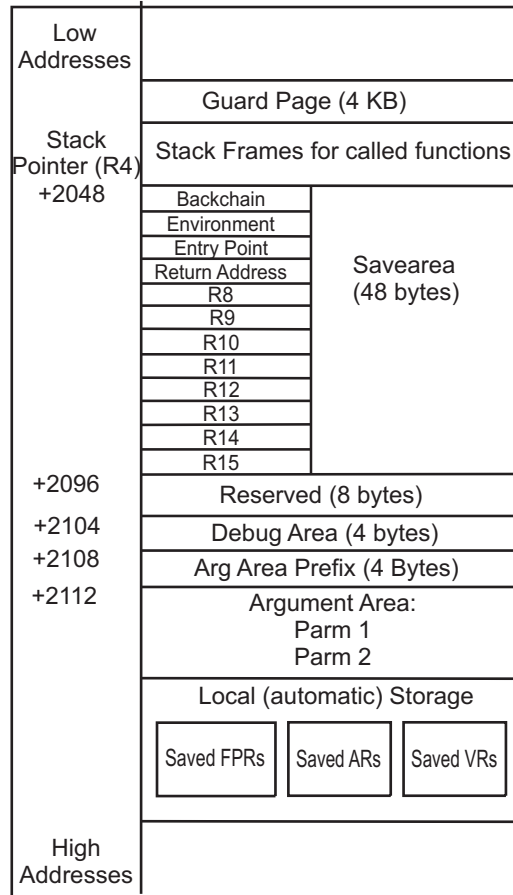 Low
Addresses
Guard Page (4 KB)
Stack
Pointer (R4)
+2048
Stack Frames for called functions
Backchain
Environment
Entry Point
Return Address
R8
R9
R10
R11
R12
R13
R14
R15
Savearea
(48 bytes)
+2096
Reserved (8 bytes)
+2104
Debug Area (4 bytes)
+2108
Arg Area Prefix (4 Bytes)
+2112
Argument Area:
Parm 1
Parm 2
Local (automatic) Storage
Saved FPRs
Saved ARs
Saved VRs
High
Addresses